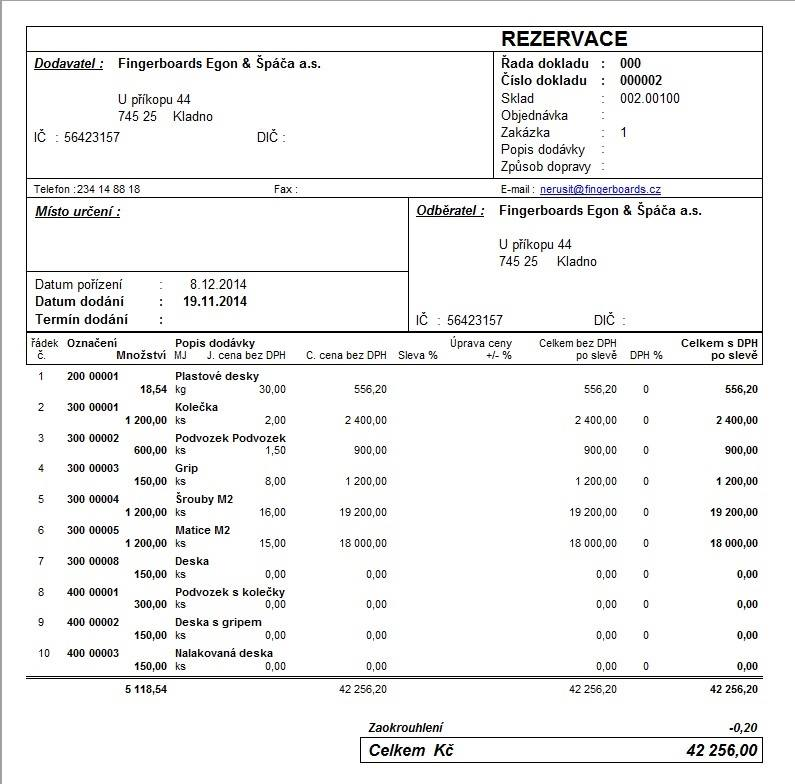 REZERVACE
Dodavatel : Fingerboards Egon & Špáča a.s.
U příkopu 44
745 25 Kladno
IČ : 56423157 DIČ :
Řada dokladu : 000
Číslo dokladu : 000002
Sklad : 002.00100
Objednávka :
Zakázka : 1
Popis dodávky :
Způsob dopravy :
Telefon : 234 14 88 18 Fax : E-mail : nerusit@fingerboards.cz
Místo určení :
Odběratel : Fingerboards Egon & Špáča a.s.
U příkopu 44
745 25 Kladno
IČ : 56423157 DIČ :
Datum pořízení : 8.12.2014
Datum dodání : 19.11.2014
Termín dodání :
řádek Označení Popis dodávky Úprava ceny Celkem bez DPH Celkem s DPH
č. Množství MJ J. cena bez DPH C. cena bez DPH Sleva % +/- % po slevě DPH % po slevě
1 200 00001 Plastové desky
18,54 kg 30,00 556,20 556,20 0 556,20
2 300 00001 Kolečka
1 200,00 ks 2,00 2 400,00 2 400,00 0 2 400,00
3 300 00002 Podvozek Podvozek
600,00 ks 1,50 900,00 900,00 0 900,00
4 300 00003 Grip
150,00 ks 8,00 1 200,00 1 200,00 0 1 200,00
5 300 00004 Šrouby M2
1 200,00 ks 16,00 19 200,00 19 200,00 0 19 200,00
6 300 00005 Matice M2
1 200,00 ks 15,00 18 000,00 18 000,00 0 18 000,00
7 300 00008 Deska
150,00 ks 0,00 0,00 0,00 0 0,00
8 400 00001 Podvozek s kolečky
300,00 ks 0,00 0,00 0,00 0 0,00
9 400 00002 Deska s gripem
150,00 ks 0,00 0,00 0,00 0 0,00
10 400 00003 Nalakovaná deska
150,00 ks 0,00 0,00 0,00 0 0,00
5 118,54 42 256,20 42 256,20 42 256,20
Zaokrouhlení -0,20
Celkem Kč 42 256,00